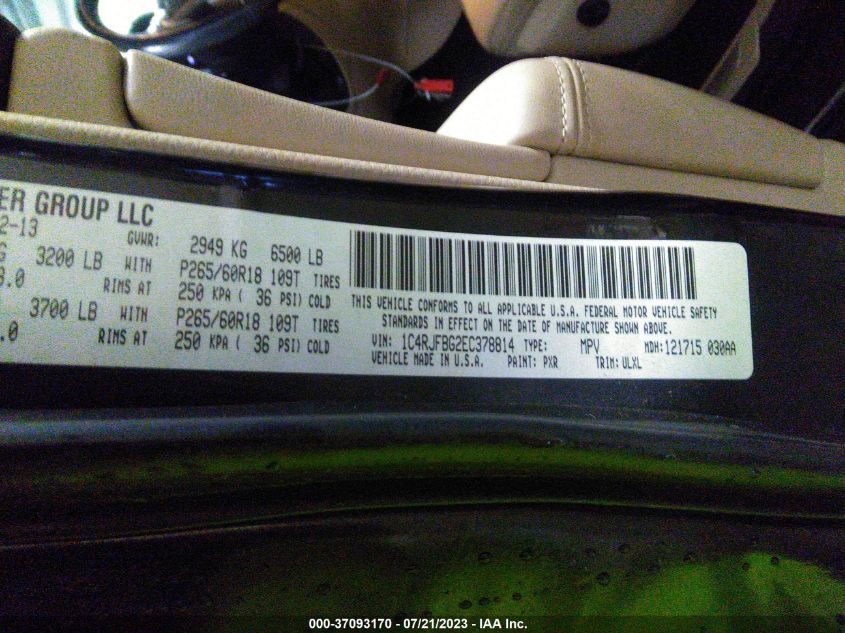 ER GROUP LLC
2-13
GVWR: 2949 KG 6500 LB
G 3200 LB WITH P265/60R18 109T TIRES
8.0 RIMS AT 250 KPA ( 36 PSI) COLD
3700 LB WITH P265/60R18 109T TIRES
.0 RIMS AT 250 KPA ( 36 PSI) COLD
THIS VEHICLE CONFORMS TO ALL APPLICABLE U.S.A. FEDERAL MOTOR VEHICLE SAFETY
STANDARDS IN EFFECT ON THE DATE OF MANUFACTURE SHOWN ABOVE.
VIN: 1C4RJFBG2EC378814 TYPE: MPV MDH:121715 030AA
VEHICLE MADE IN U.S.A. PAINT: PXR TRIM: ULXL
000-37093170 - 07/21/2023 - IAA Inc.